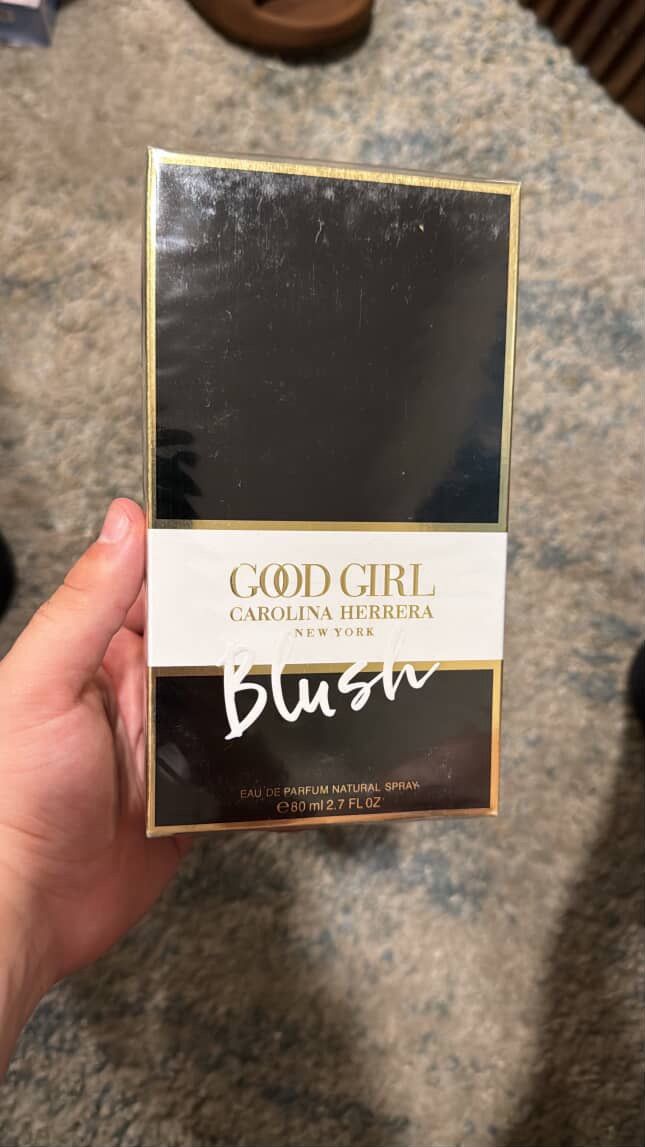 GOOD GIRL
CAROLINA HERRERA
NEW YORK
Blush
EAU DE PARFUM NATURAL SPRAY
℮80 ml 2.7 FL OZ